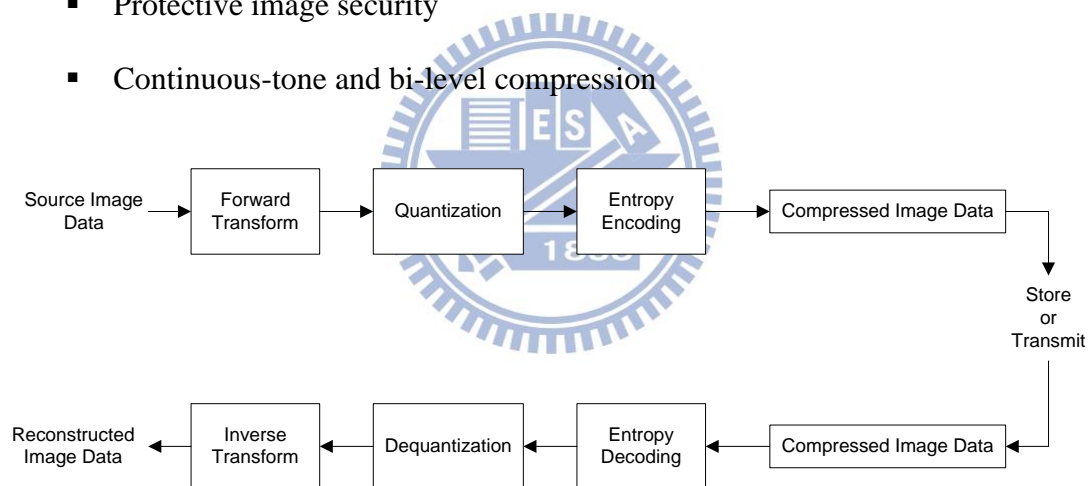 ▪ Protective image security
▪ Continuous-tone and bi-level compression
E S A
Source Image
Data
Forward
Transform
Quantization
Entropy
Encoding
Compressed Image Data
Store
or
Transmit
Reconstructed
Image Data
Inverse
Transform
Dequantization
Entropy
Decoding
Compressed Image Data